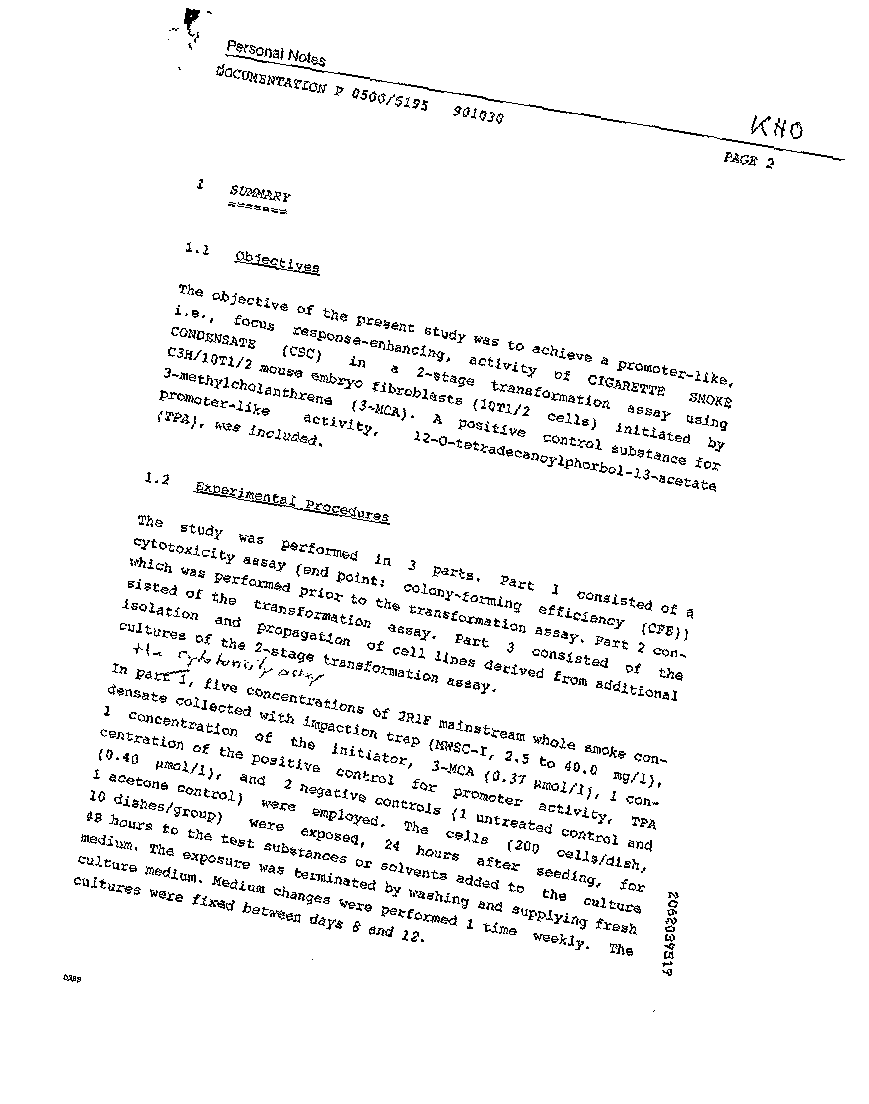 Personal Notes
DOCUMENTATION P 0500/5195 901030
KHO
PAGE 2
1 SUMMARY
=======
1.1 Objectives
The objective of the present study was to achieve a promoter-like,
i.e., focus response-enhancing, activity of CIGARETTE SMOKE
CONDENSATE (CSC) in a 2-stage transformation assay using
C3H/10T1/2 mouse embryo fibroblasts (10T1/2 cells) initiated by
3-methylcholanthrene (3-MCA). A positive control substance for
promoter-like activity, 12-O-tetradecanoylphorbol-13-acetate
(TPA), was included.
1.2 Experimental Procedures
The study was performed in 3 parts. Part 1 consisted of a
cytotoxicity assay (end point: colony-forming efficiency (CFE))
which was performed prior to the transformation assay. Part 2 con-
sisted of the transformation assay. Part 3 consisted of the
isolation and propagation of cell lines derived from additional
cultures of the 2-stage transformation assay.
the cytotoxicity assay
In part 1, five concentrations of 2R1F mainstream whole smoke con-
densate collected with impaction trap (MWSC-I, 2.5 to 40.0 mg/l),
1 concentration of the initiator, 3-MCA (0.37 µmol/l), 1 con-
centration of the positive control for promoter activity, TPA
(0.40 µmol/l), and 2 negative controls (1 untreated control and
1 acetone control) were employed. The cells (200 cells/dish,
10 dishes/group) were exposed, 24 hours after seeding, for
48 hours to the test substances or solvents added to the culture
medium. The exposure was terminated by washing and supplying fresh
culture medium. Medium changes were performed 1 time weekly. The
cultures were fixed between days 8 and 12.
2062037517